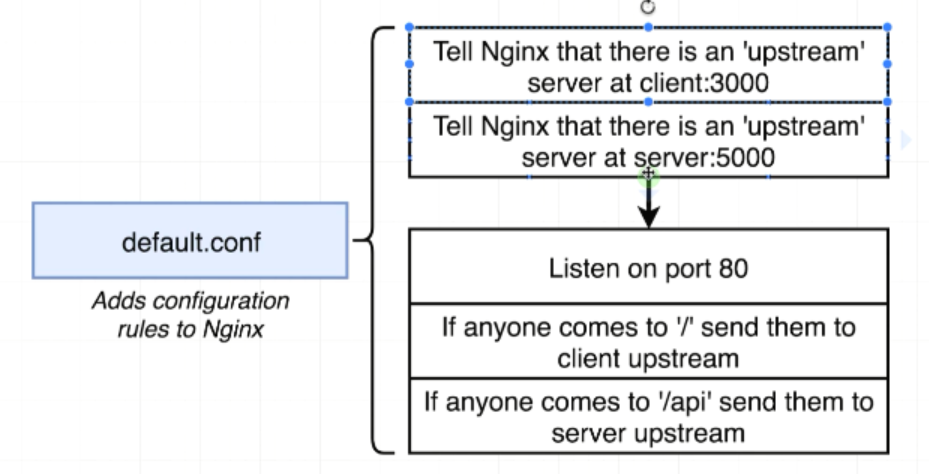 Tell Nginx that there is an 'upstream'
server at client:3000
Tell Nginx that there is an 'upstream'
server at server:5000
default.conf
Adds configuration
rules to Nginx
Listen on port 80
If anyone comes to '/' send them to
client upstream
If anyone comes to '/api' send them to
server upstream